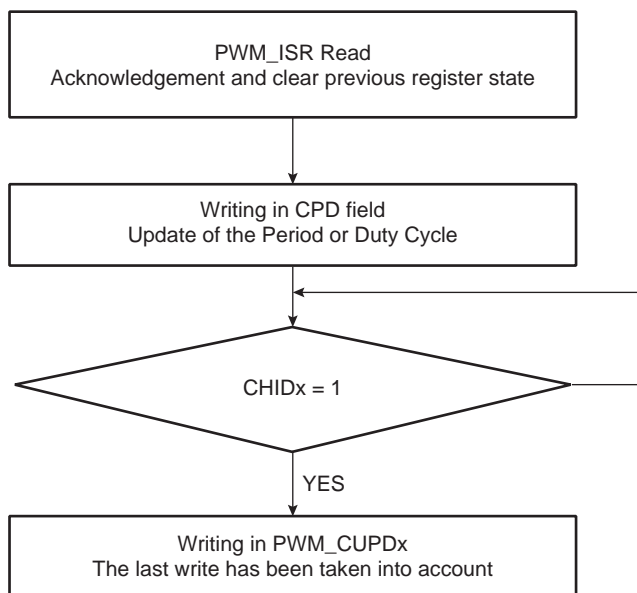 PWM_ISR Read
Acknowledgement and clear previous register state
Writing in CPD field
Update of the Period or Duty Cycle
CHIDx = 1
YES
Writing in PWM_CUPDx
The last write has been taken into account